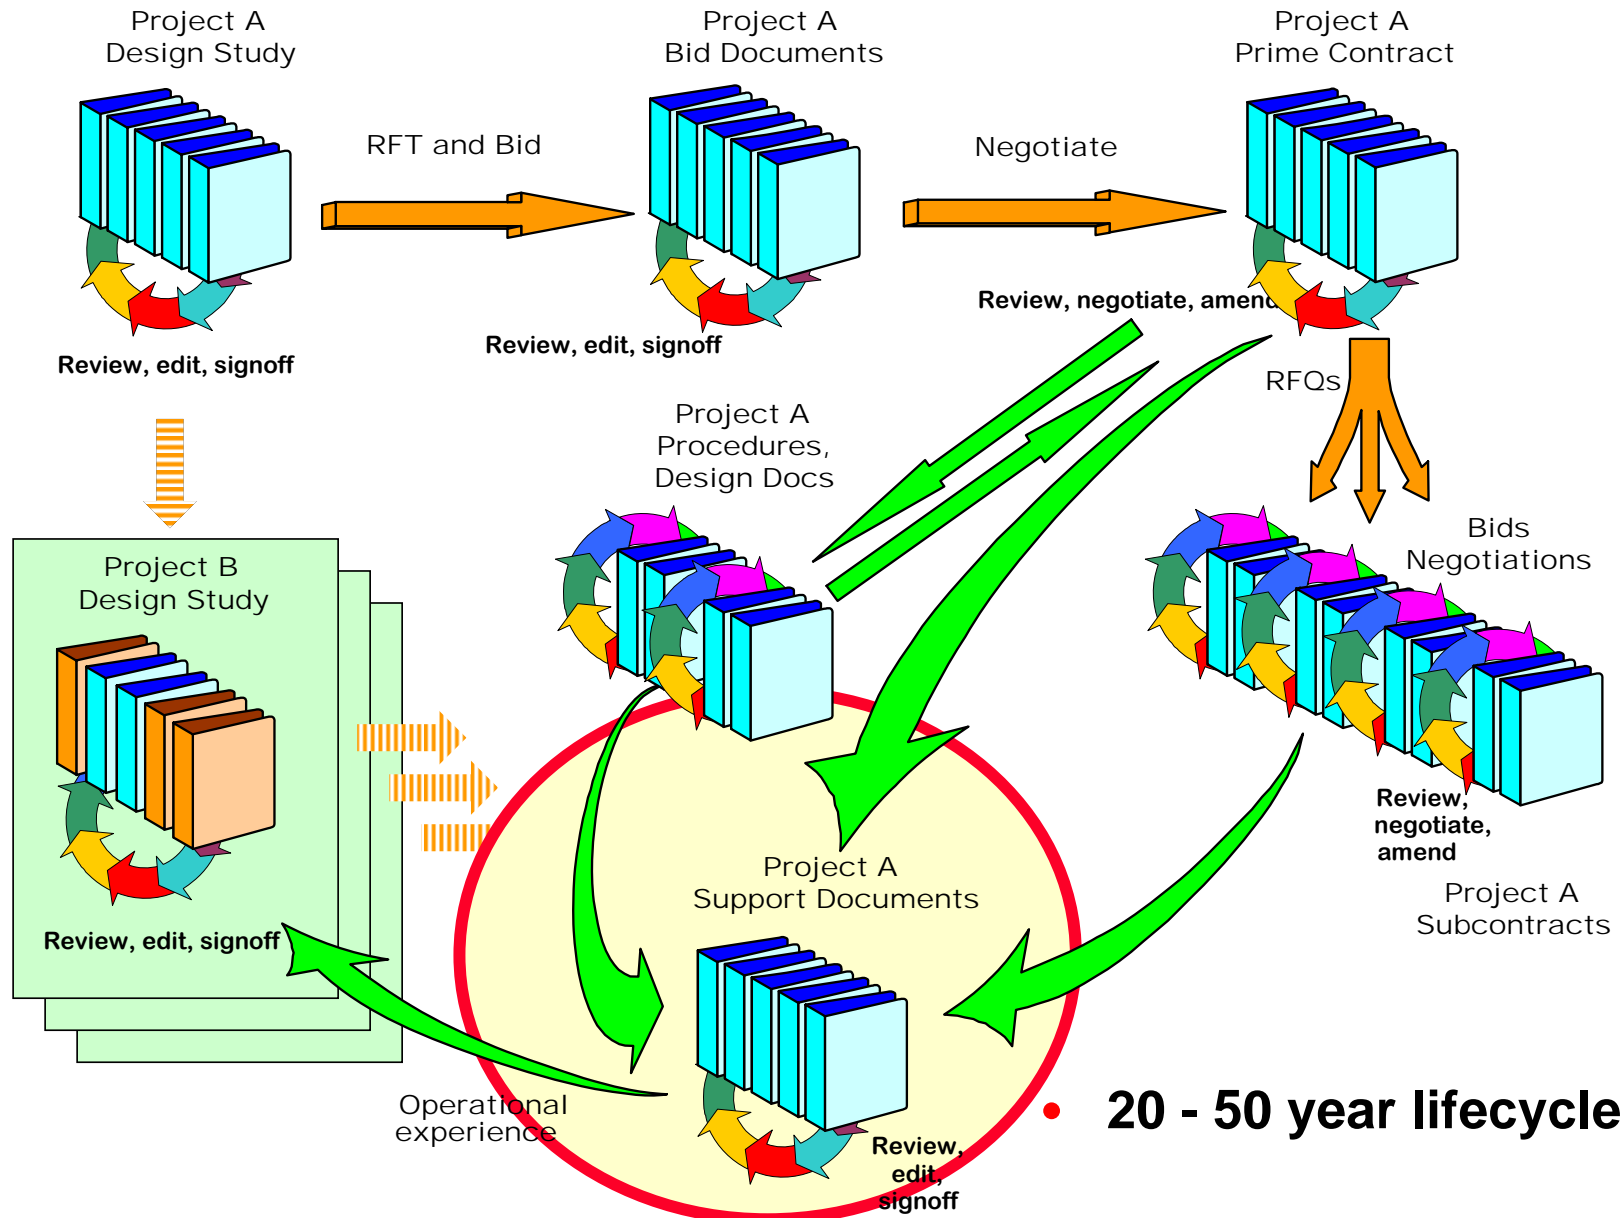 Project A
Design Study
Project A
Bid Documents
Project A
Prime Contract
RFT and Bid
Negotiate
Review, edit, signoff
Review, edit, signoff
Review, negotiate, amend
RFQs
Project A
Procedures,
Design Docs
Bids
Negotiations
Project B
Design Study
Review, edit, signoff
Review,
negotiate,
amend
Project A
Subcontracts
Project A
Support Documents
Operational
experience
Review,
edit,
signoff
• 20 - 50 year lifecycle